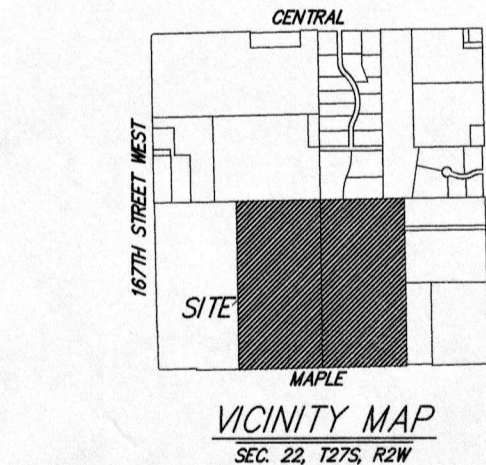 CENTRAL
167TH STREET WEST
SITE
MAPLE
VICINITY MAP
SEC. 22, T27S, R2W